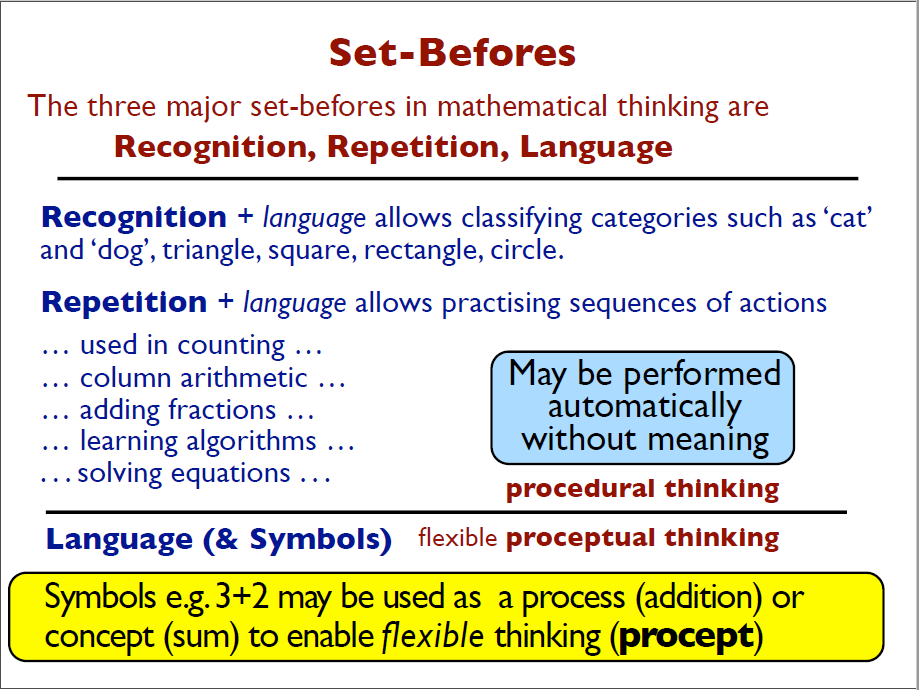 Set-Befores
The three major set-befores in mathematical thinking are
Recognition, Repetition, Language
Recognition + language allows classifying categories such as ‘cat’
and ‘dog’, triangle, square, rectangle, circle.
Repetition + language allows practising sequences of actions
… used in counting …
… column arithmetic …
… adding fractions …
… learning algorithms …
… solving equations …
May be performed
automatically
without meaning
procedural thinking
Language (& Symbols) flexible proceptual thinking
Symbols e.g. 3+2 may be used as a process (addition) or
concept (sum) to enable flexible thinking (procept)